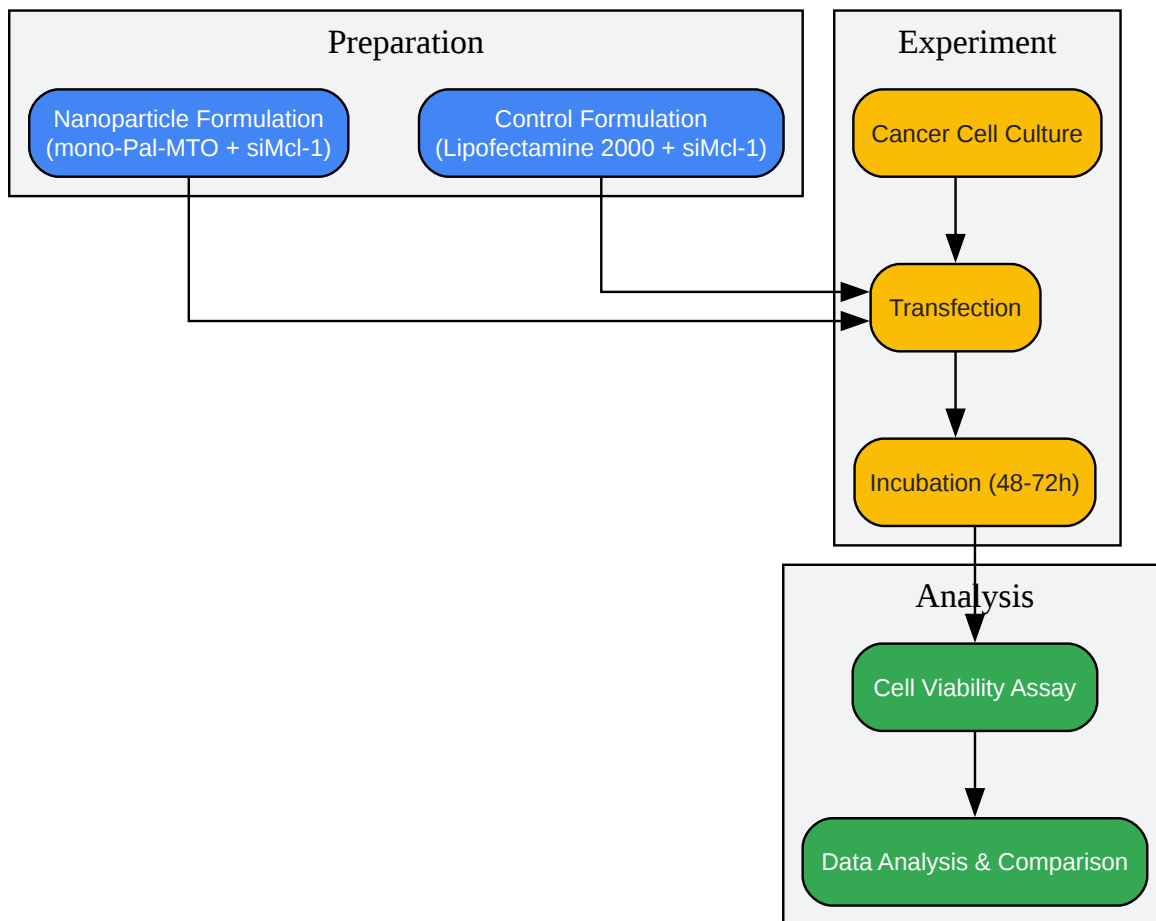 Preparation
Nanoparticle Formulation
(mono-Pal-MTO + siMcl-1)
Control Formulation
(Lipofectamine 2000 + siMcl-1)
Experiment
Cancer Cell Culture
Transfection
Incubation (48-72h)
Analysis
Cell Viability Assay
Data Analysis & Comparison